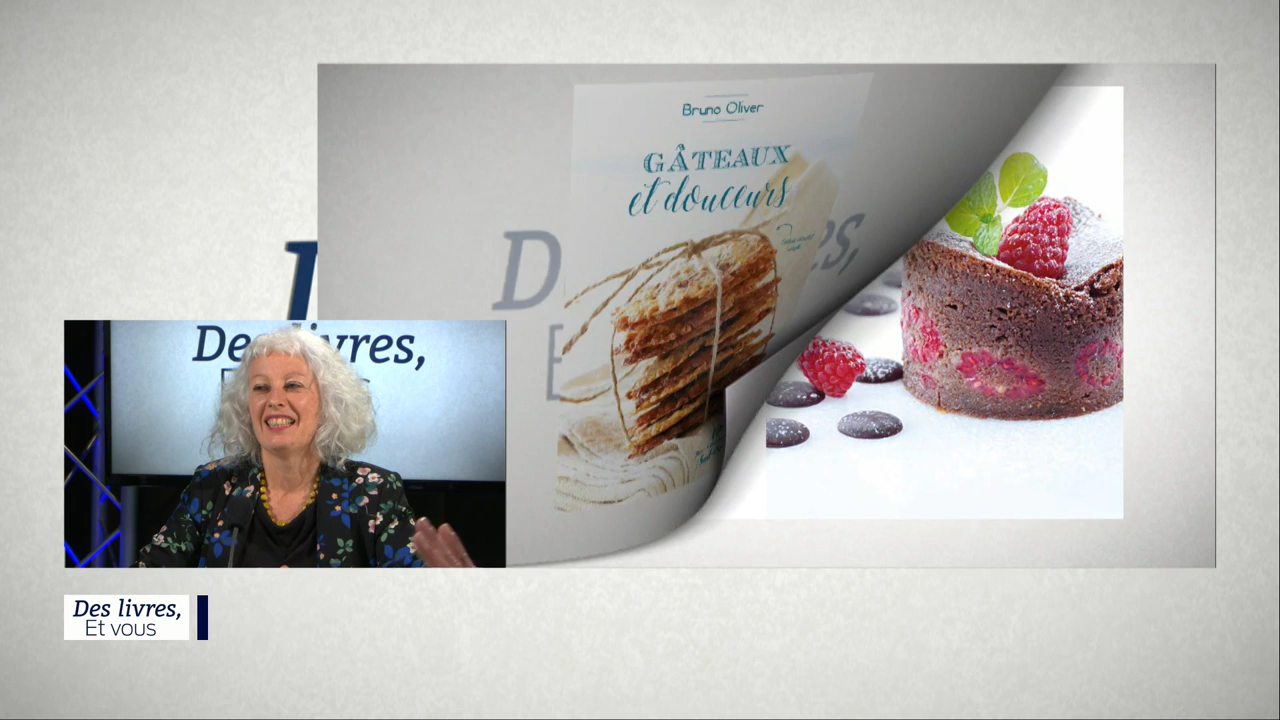 Bruno Oliver
GÂTEAUX
et douceurs
Des livres,
Des livres,
Et vous